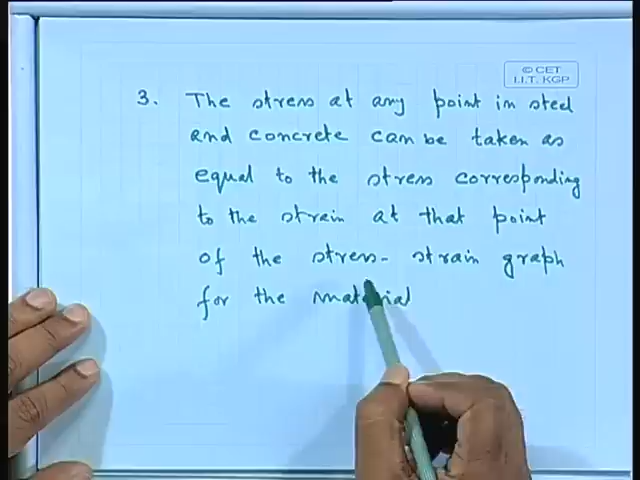 © CET
I.I.T. KGP
3. The stress at any point in steel
and concrete can be taken as
equal to the stress corresponding
to the strain at that point
of the stress-strain graph
for the material